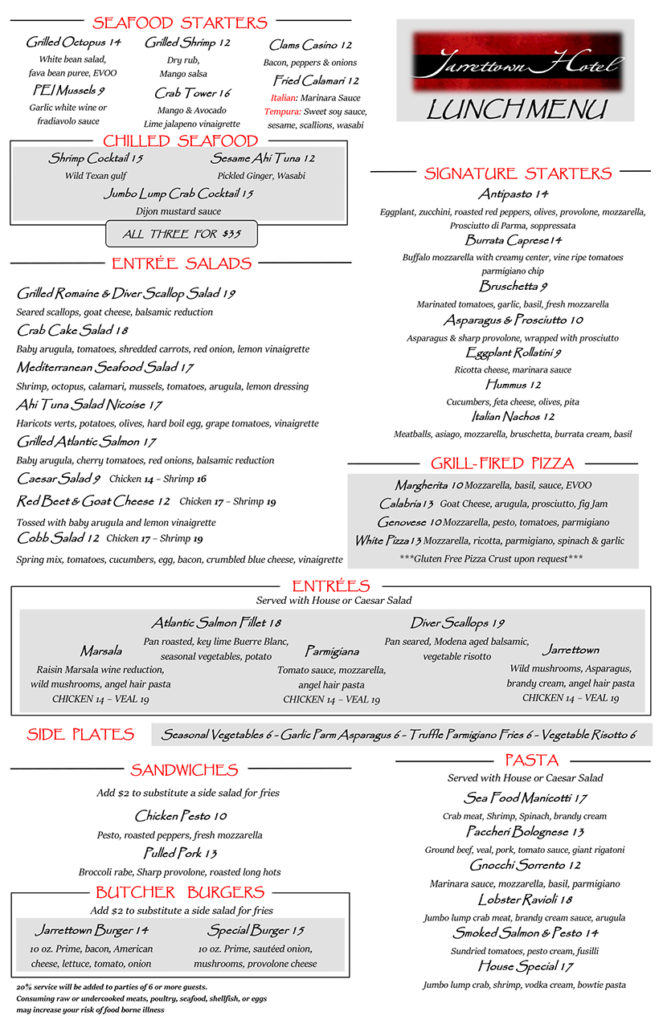 SEAFOOD STARTERS
Grilled Octopus 14
White bean salad,
fava bean puree, EVOO
PEI Mussels 9
Garlic white wine or
fradiavolo sauce
Grilled Shrimp 12
Dry rub,
Mango salsa
Crab Tower 16
Mango & Avocado
Lime jalapeno vinaigrette
Clams Casino 12
Bacon, peppers & onions
Fried Calamari 12
Italian: Marinara Sauce
Tempura: Sweet soy sauce,
sesame, scallions, wasabi
Jarrettown Hotel
LUNCH MENU
CHILLED SEAFOOD
Shrimp Cocktail 15
Wild Texan gulf
Sesame Ahi Tuna 12
Pickled Ginger, Wasabi
Jumbo Lump Crab Cocktail 15
Dijon mustard sauce
ALL THREE FOR $35
ENTRÉE SALADS
Grilled Romaine & Diver Scallop Salad 19
Seared scallops, goat cheese, balsamic reduction
Crab Cake Salad 18
Baby arugula, tomatoes, shredded carrots, red onion, lemon vinaigrette
Mediterranean Seafood Salad 17
Shrimp, octopus, calamari, mussels, tomatoes, arugula, lemon dressing
Ahi Tuna Salad Nicoise 17
Haricots verts, potatoes, olives, hard boil egg, grape tomatoes, vinaigrette
Grilled Atlantic Salmon 17
Baby arugula, cherry tomatoes, red onions, balsamic reduction
Caesar Salad 9 Chicken 14 – Shrimp 16
Red Beet & Goat Cheese 12 Chicken 17 – Shrimp 19
Tossed with baby arugula and lemon vinaigrette
Cobb Salad 12 Chicken 17 – Shrimp 19
Spring mix, tomatoes, cucumbers, egg, bacon, crumbled blue cheese, vinaigrette
SIGNATURE STARTERS
Antipasto 14
Eggplant, zucchini, roasted red peppers, olives, provolone, mozzarella,
Prosciutto di Parma, soppressata
Burrata Caprese14
Buffalo mozzarella with creamy center, vine ripe tomatoes
parmigiano chip
Bruschetta 9
Marinated tomatoes, garlic, basil, fresh mozzarella
Asparagus & Prosciutto 10
Asparagus & sharp provolone, wrapped with prosciutto
Eggplant Rollatini 9
Ricotta cheese, marinara sauce
Hummus 12
Cucumbers, feta cheese, olives, pita
Italian Nachos 12
Meatballs, asiago, mozzarella, bruschetta, burrata cream, basil
GRILL-FIRED PIZZA
Margherita 10 Mozzarella, basil, sauce, EVOO
Calabria 13 Goat Cheese, arugula, prosciutto, fig Jam
Genovese 10 Mozzarella, pesto, tomatoes, parmigiano
White Pizza 13 Mozzarella, ricotta, parmigiano, spinach & garlic
***Gluten Free Pizza Crust upon request***
ENTRÉES
Served with House or Caesar Salad
Atlantic Salmon Fillet 18
Pan roasted, key lime Buerre Blanc,
seasonal vegetables, potato
Diver Scallops 19
Pan seared, Modena aged balsamic,
vegetable risotto
Marsala
Raisin Marsala wine reduction,
wild mushrooms, angel hair pasta
CHICKEN 14 – VEAL 19
Parmigiana
Tomato sauce, mozzarella,
angel hair pasta
CHICKEN 14 – VEAL 19
Jarrettown
Wild mushrooms, Asparagus,
brandy cream, angel hair pasta
CHICKEN 14 – VEAL 19
SIDE PLATES
Seasonal Vegetables 6 - Garlic Parm Asparagus 6 - Truffle Parmigiano Fries 6 - Vegetable Risotto 6
SANDWICHES
Add $2 to substitute a side salad for fries
Chicken Pesto 10
Pesto, roasted peppers, fresh mozzarella
Pulled Pork 13
Broccoli rabe, Sharp provolone, roasted long hots
BUTCHER BURGERS
Add $2 to substitute a side salad for fries
Jarrettown Burger 14
10 oz. Prime, bacon, American
cheese, lettuce, tomato, onion
Special Burger 15
10 oz. Prime, sautéed onion,
mushrooms, provolone cheese
20% service will be added to parties of 6 or more guests.
Consuming raw or undercooked meats, poultry, seafood, shellfish, or eggs
may increase your risk of food borne illness
PASTA
Served with House or Caesar Salad
Sea Food Manicotti 17
Crab meat, Shrimp, Spinach, brandy cream
Paccheri Bolognese 13
Ground beef, veal, pork, tomato sauce, giant rigatoni
Gnocchi Sorrento 12
Marinara sauce, mozzarella, basil, parmigiano
Lobster Ravioli 18
Jumbo lump crab meat, brandy cream sauce, arugula
Smoked Salmon & Pesto 14
Sundried tomatoes, pesto cream, fusilli
House Special 17
Jumbo lump crab, shrimp, vodka cream, bowtie pasta